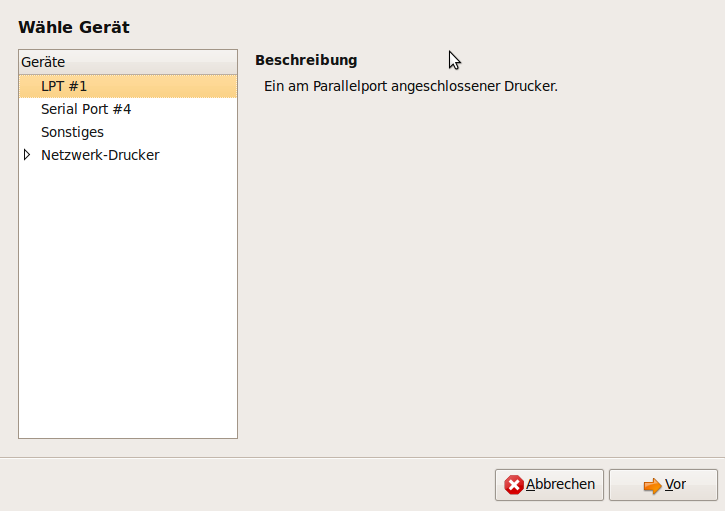 Wähle Gerät
Geräte
LPT #1
Serial Port #4
Sonstiges
Netzwerk-Drucker
Beschreibung
Ein am Parallelport angeschlossener Drucker.
Abbrechen
Vor